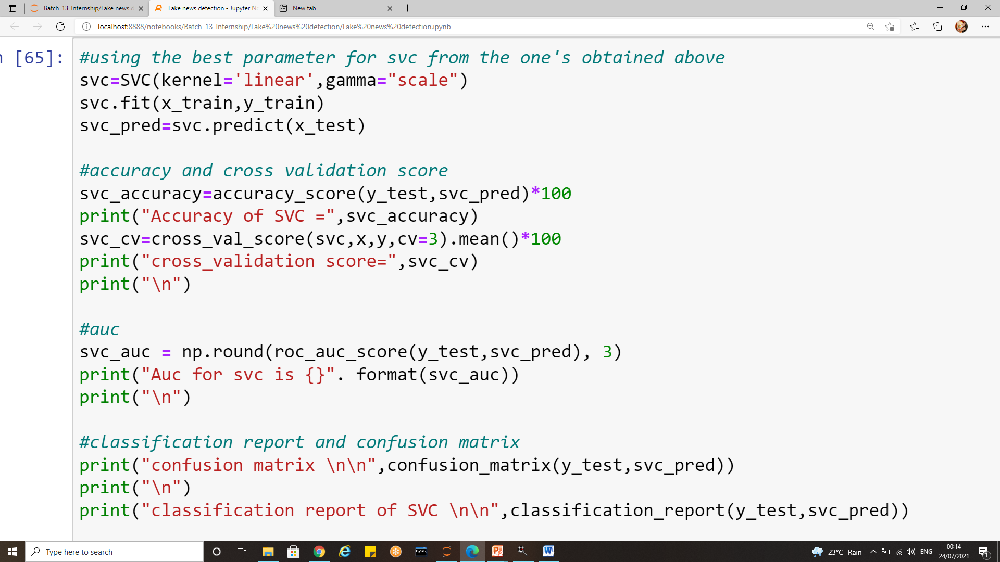 Batch_13_Internship/Fake news d
Fake news detection - Jupyter N
New tab
localhost:8888/notebooks/Batch_13_Internship/Fake%20news%20detection/Fake%20news%20detection.ipynb
[65]:
#using the best parameter for svc from the one's obtained above
svc=SVC(kernel='linear',gamma="scale")
svc.fit(x_train,y_train)
svc_pred=svc.predict(x_test)
#accuracy and cross validation score
svc_accuracy=accuracy_score(y_test,svc_pred)*100
print("Accuracy of SVC =",svc_accuracy)
svc_cv=cross_val_score(svc,x,y,cv=3).mean()*100
print("cross_validation score=",svc_cv)
print("\n")
#auc
svc_auc = np.round(roc_auc_score(y_test,svc_pred), 3)
print("Auc for svc is {}". format(svc_auc))
print("\n")
#classification report and confusion matrix
print("confusion matrix \n\n",confusion_matrix(y_test,svc_pred))
print("\n")
print("classification report of SVC \n\n",classification_report(y_test,svc_pred))
Type here to search
23°C Rain
ENG
00:14
24/07/2021
1